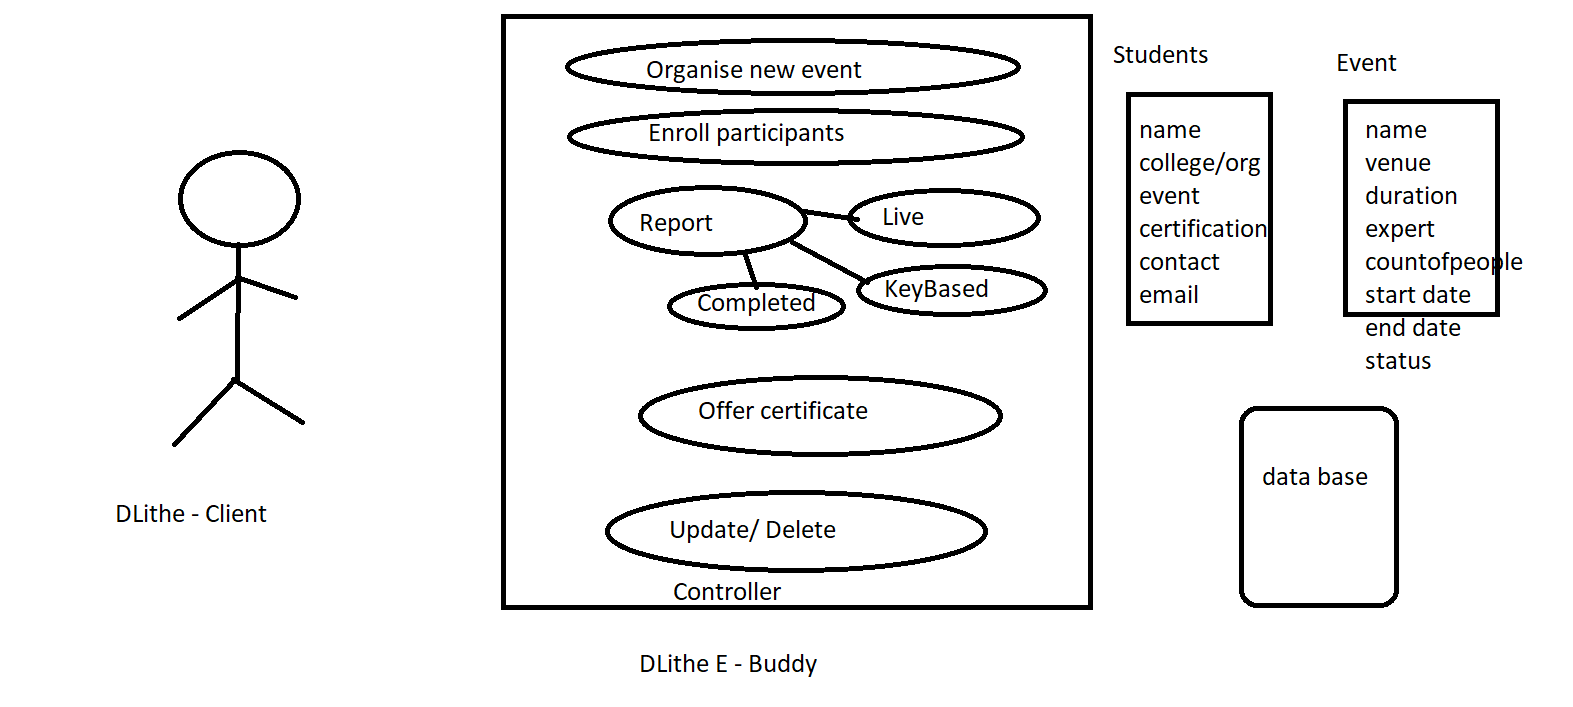 Organise new event
Enroll participants
Report
Live
KeyBased
Completed
Offer certificate
Update/ Delete
Controller
DLithe E - Buddy
DLithe - Client
Students
name
college/org
event
certification
contact
email
Event
name
venue
duration
expert
countofpeople
start date
end date
status
data base